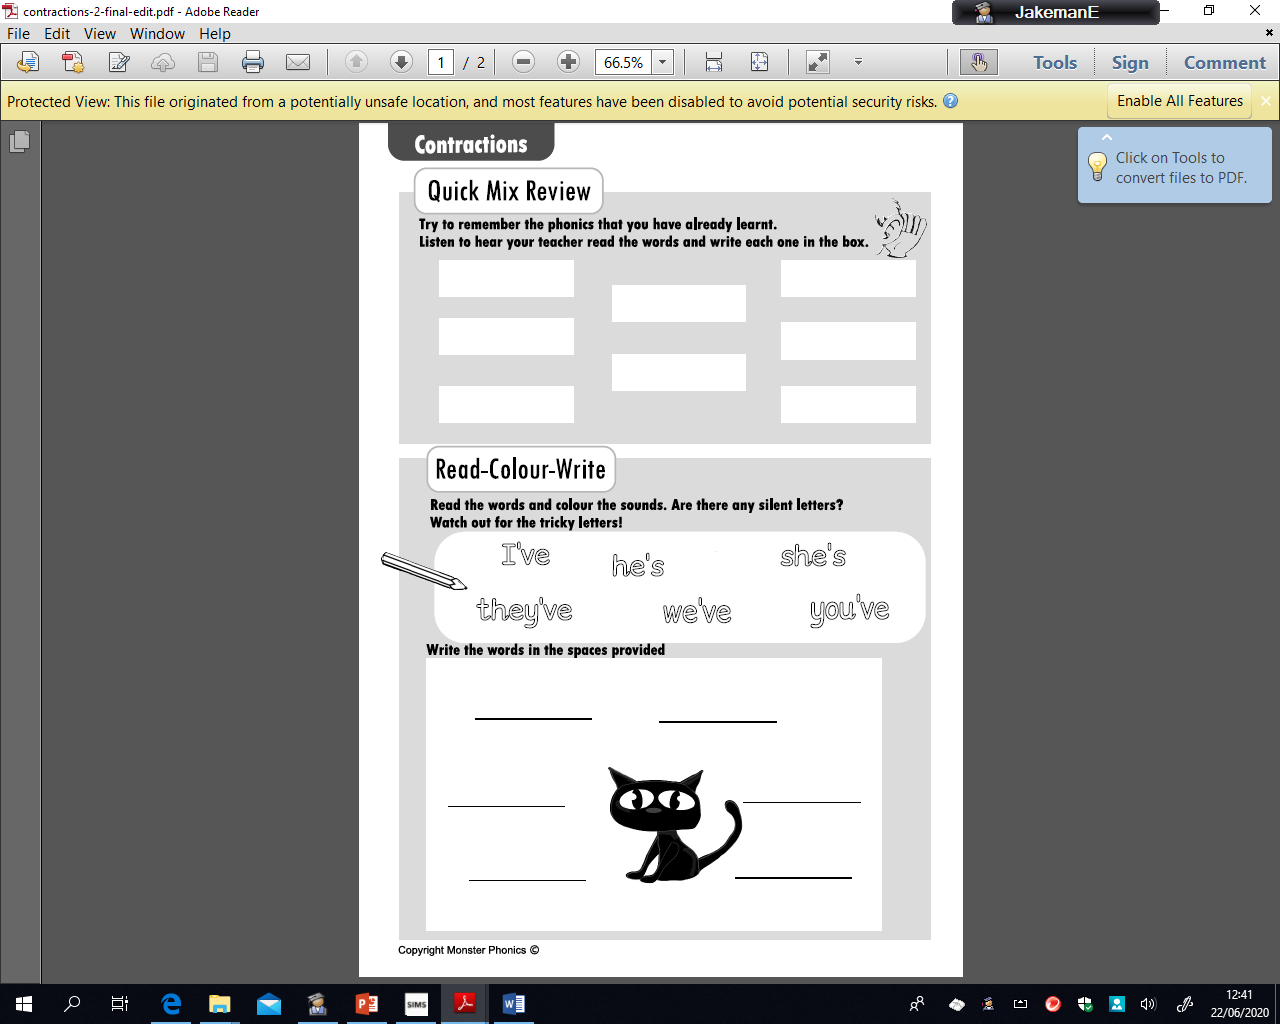 contractions-2-final-edit.pdf - Adobe Reader
JakemanE
File Edit View Window Help
1 / 2
66.5%
Tools
Sign
Comment
Protected View: This file originated from a potentially unsafe location, and most features have been disabled to avoid potential security risks.
Enable All Features
Click on Tools to
convert files to PDF.
Contractions
Quick Mix Review
Try to remember the phonics that you have already learnt.
Listen to hear your teacher read the words and write each one in the box.
Read-Colour-Write
Read the words and colour the sounds. Are there any silent letters?
Watch out for the tricky letters!
I've he's she's
they've we've you've
Write the words in the spaces provided
Copyright Monster Phonics ©
SIMS
12:41
22/06/2020